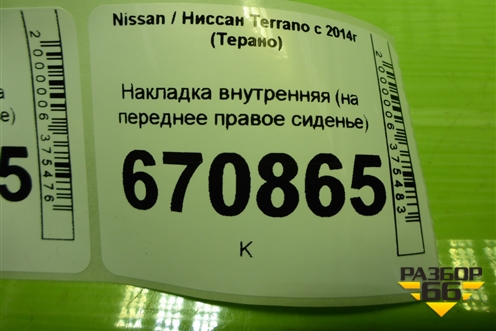 Nissan / Ниссан Terrano с 2014г
(Терано)
Накладка внутренняя (на
переднее правое сиденье)
670865
К
2000006375483
2000006375476
е)
5
РАЗБОР
66